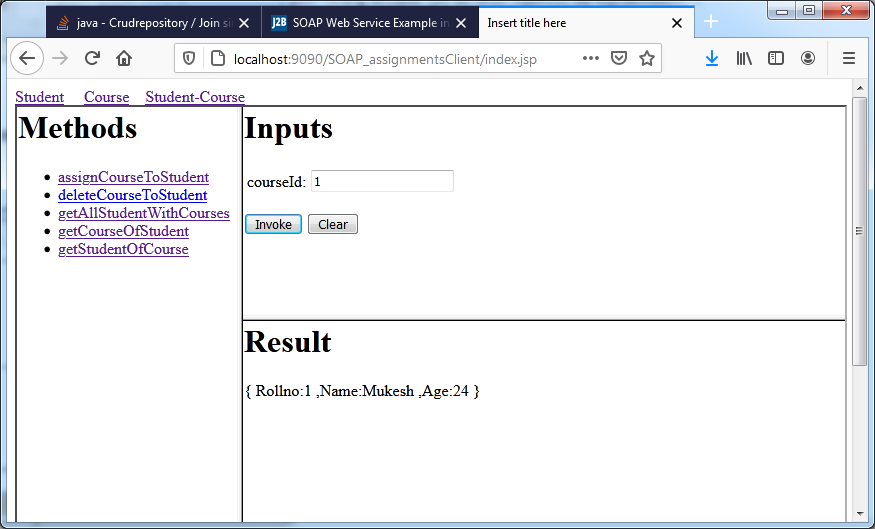 java - Crudrepository / Join sin
J2B SOAP Web Service Example in
Insert title here
localhost:9090/SOAP_assignmentsClient/index.jsp
Student Course Student-Course
Methods
assignCourseToStudent
deleteCourseToStudent
getAllStudentWithCourses
getCourseOfStudent
getStudentOfCourse
Inputs
courseId: 1
Invoke Clear
Result
{ Rollno:1 ,Name:Mukesh ,Age:24 }